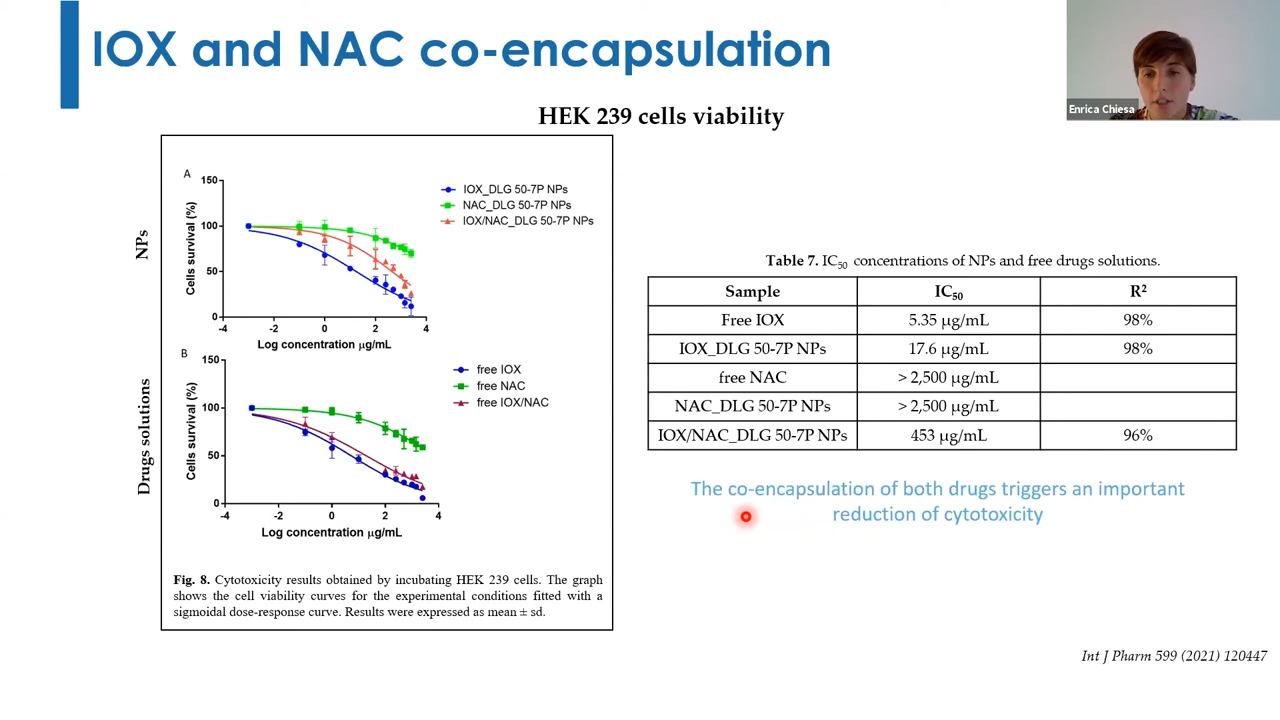 IOX and NAC co-encapsulation
Enrica Chiesa
HEK 239 cells viability
NPs
A
150
100
50
0
-4 -2 0 2 4
Cells survival (%)
Log concentration µg/mL
IOX_DLG 50-7P NPs
NAC_DLG 50-7P NPs
IOX/NAC_DLG 50-7P NPs
Drugs solutions
B
150
100
50
0
-4 -2 0 2 4
Cells survival (%)
Log concentration µg/mL
free IOX
free NAC
free IOX/NAC
Fig. 8. Cytotoxicity results obtained by incubating HEK 239 cells. The graph
shows the cell viability curves for the experimental conditions fitted with a
sigmoidal dose-response curve. Results were expressed as mean ± sd.
Table 7. IC50 concentrations of NPs and free drugs solutions.
Sample IC50 R²
Free IOX 5.35 µg/mL 98%
IOX_DLG 50-7P NPs 17.6 µg/mL 98%
free NAC > 2,500 µg/mL
NAC_DLG 50-7P NPs > 2,500 µg/mL
IOX/NAC_DLG 50-7P NPs 453 µg/mL 96%
The co-encapsulation of both drugs triggers an important
reduction of cytotoxicity
Int J Pharm 599 (2021) 120447